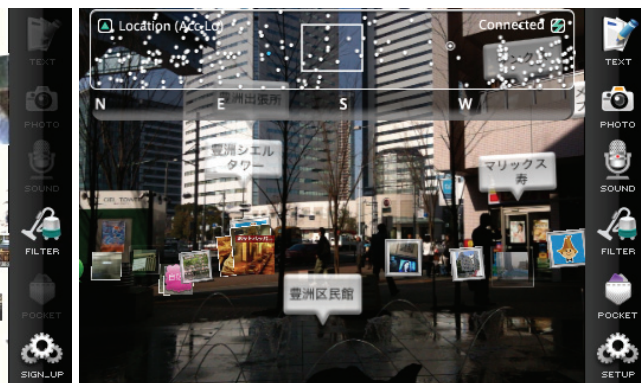 TEXT
PHOTO
SOUND
FILTER
POCKET
SIGN_UP
Location (Acc-Lo)
Connected
N E S W
豊洲出張所
豊洲シエル
タワー
マリックス
寿
豊洲区民館
TEXT
PHOTO
SOUND
FILTER
POCKET
SETUP